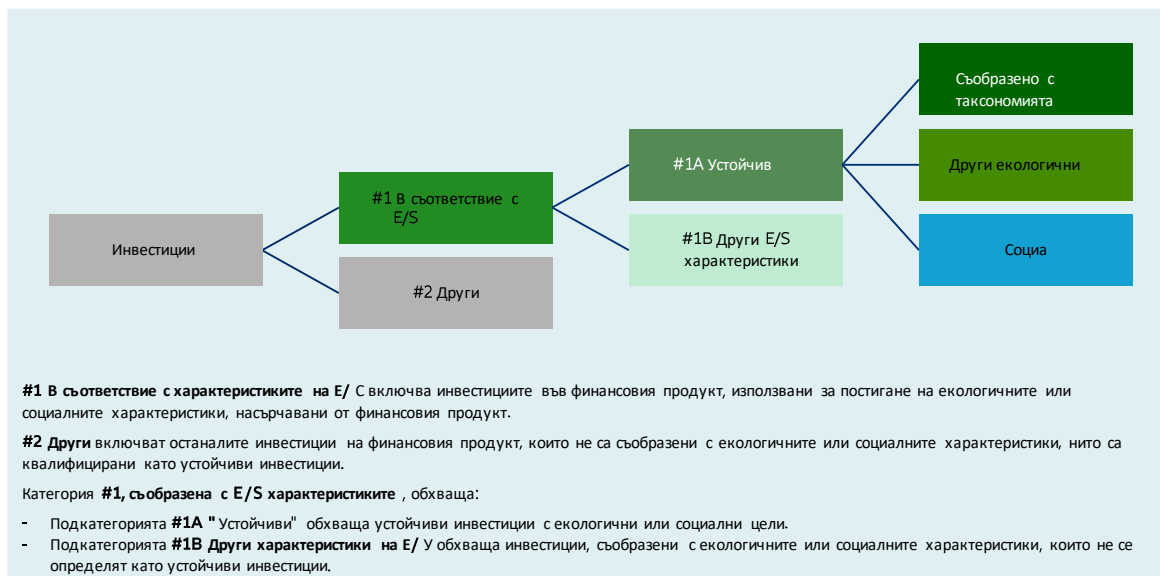 Съобразено с
таксономията
#1A Устойчив
Други екологични
#1 В съответствие с
E/S
#1B Други E/S
характеристики
Социа
Инвестиции
#2 Други
#1 В съответствие с характеристиките на Е/ С включва инвестициите във финансовия продукт, използвани за постигане на екологичните или
социалните характеристики, насърчавани от финансовия продукт.
#2 Други включват останалите инвестиции на финансовия продукт, които не са съобразени с екологичните или социалните характеристики, нито са
квалифицирани като устойчиви инвестиции.
Категория #1, съобразена с E/S характеристиките , обхваща:
- Подкатегорията #1A " Устойчиви" обхваща устойчиви инвестиции с екологични или социални цели.
- Подкатегорията #1B Други характеристики на Е/ У обхваща инвестиции, съобразени с екологичните или социалните характеристики, които не се
определят като устойчиви инвестиции.